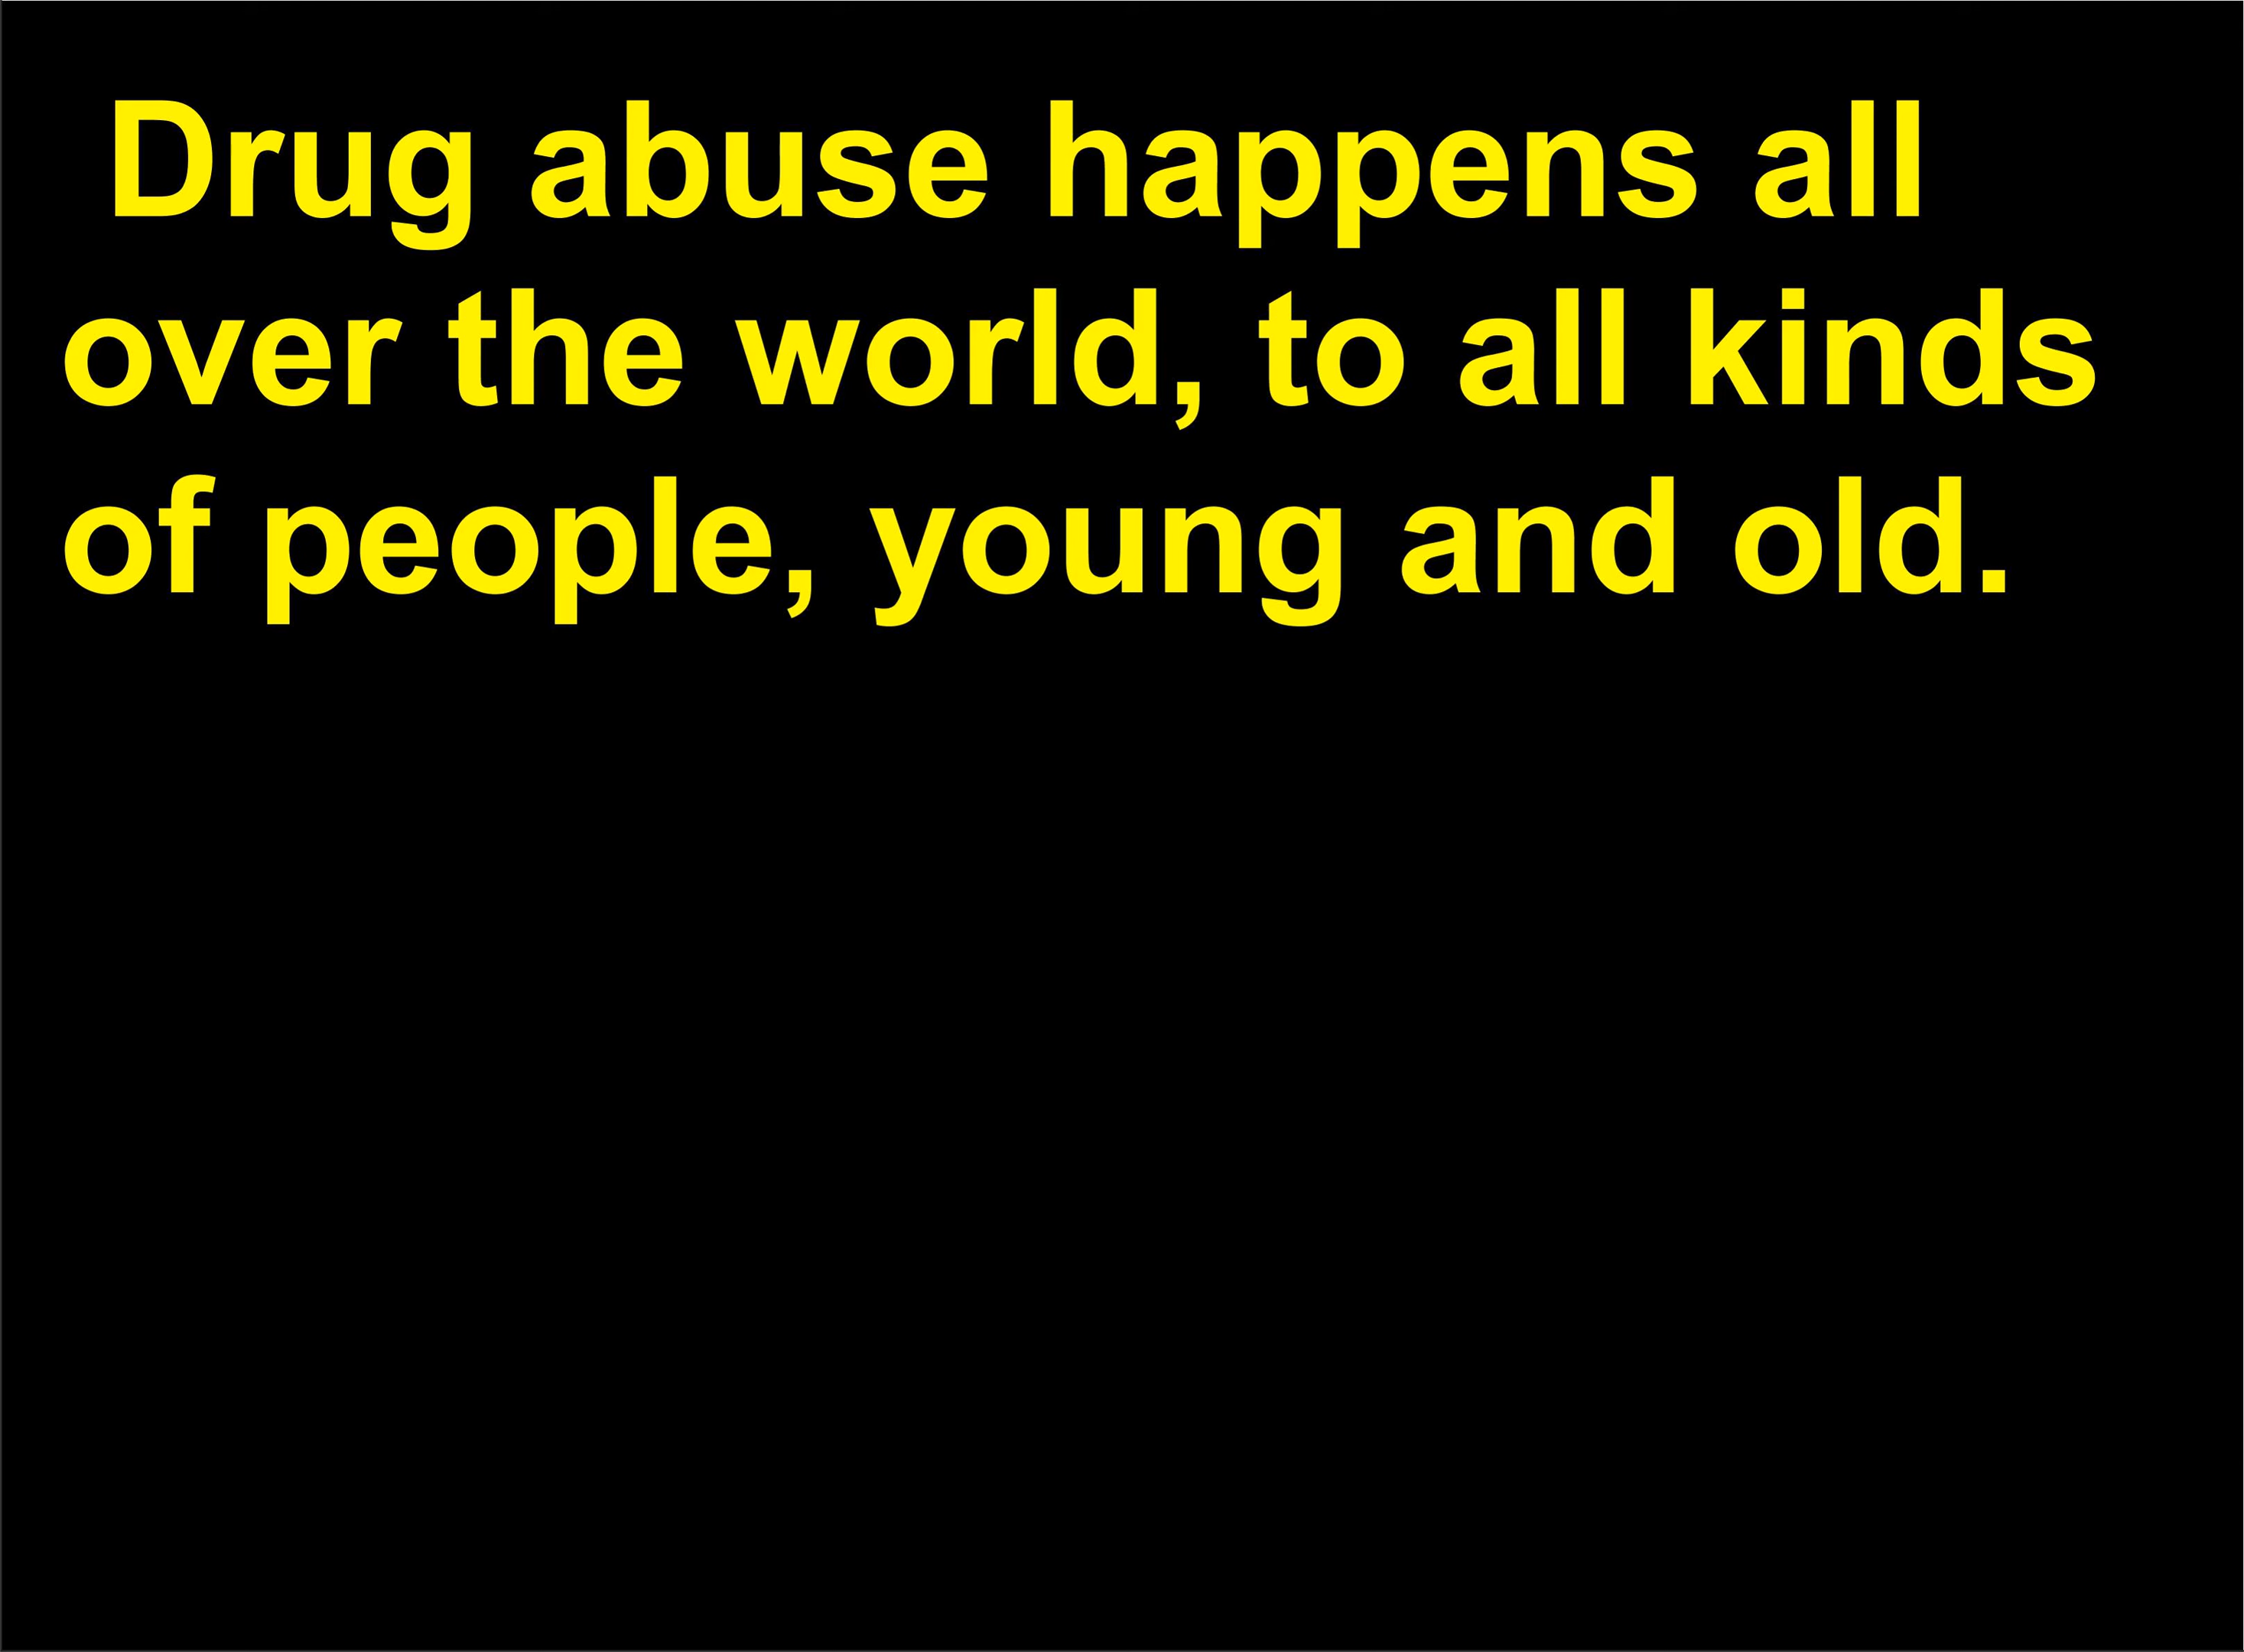 Drug abuse happens all
over the world, to all kinds
of people, young and old.